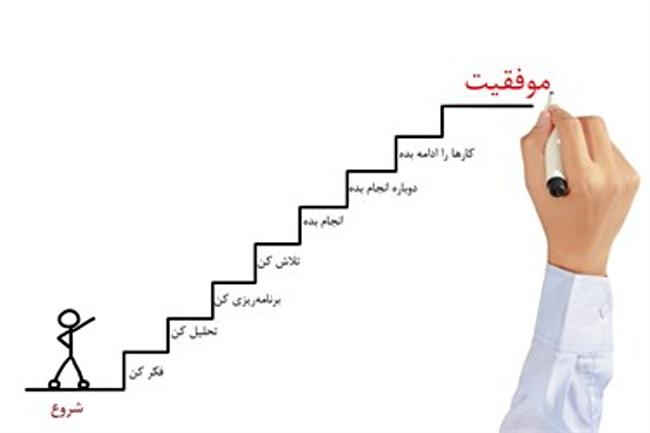 موفقیت
کارها را ادامه بده
دوباره انجام بده
انجام بده
تلاش کن
برنامه‌ریزی کن
تحلیل کن
فکر کن
شروع